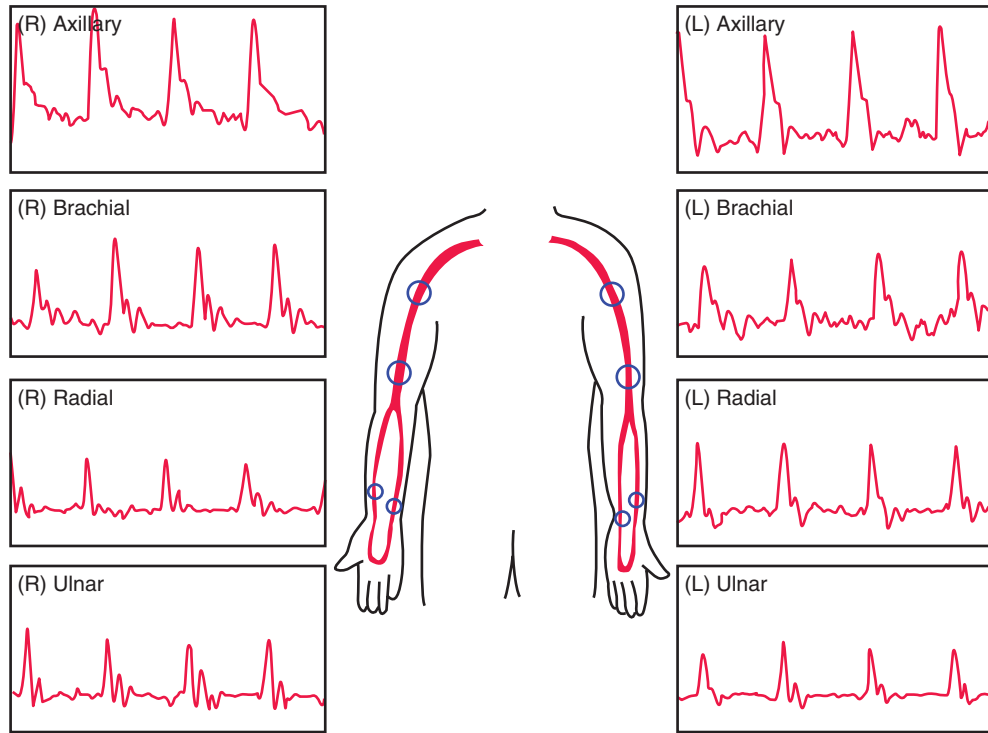 (R) Axillary
(L) Axillary
(R) Brachial
(L) Brachial
(R) Radial
(L) Radial
(R) Ulnar
(L) Ulnar